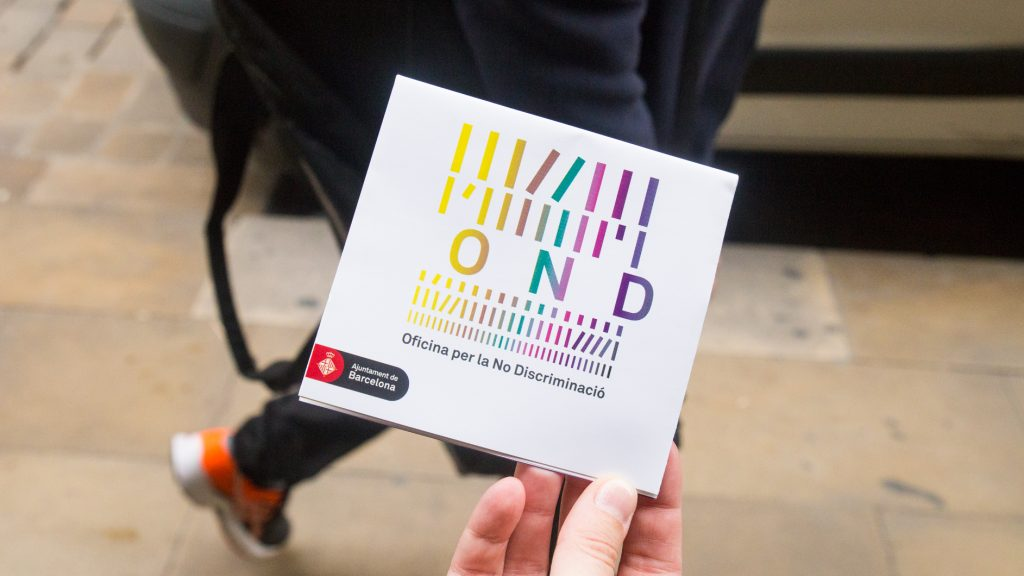 OND
Oficina per la No Discriminació
Ajuntament de
Barcelona